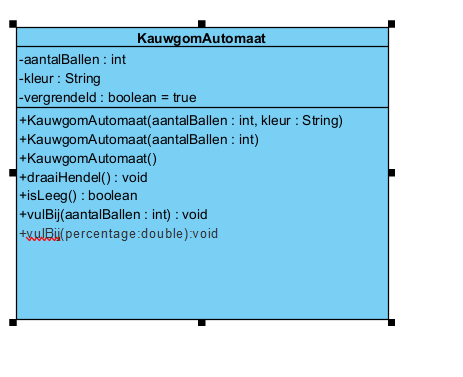 KauwgomAutomaat
-aantalBallen : int
-kleur : String
-vergrendeld : boolean = true
+KauwgomAutomaat(aantalBallen : int, kleur : String)
+KauwgomAutomaat(aantalBallen : int)
+KauwgomAutomaat()
+draaiHendel() : void
+isLeeg() : boolean
+vulBij(aantalBallen : int) : void
+vulBij(percentage:double):void